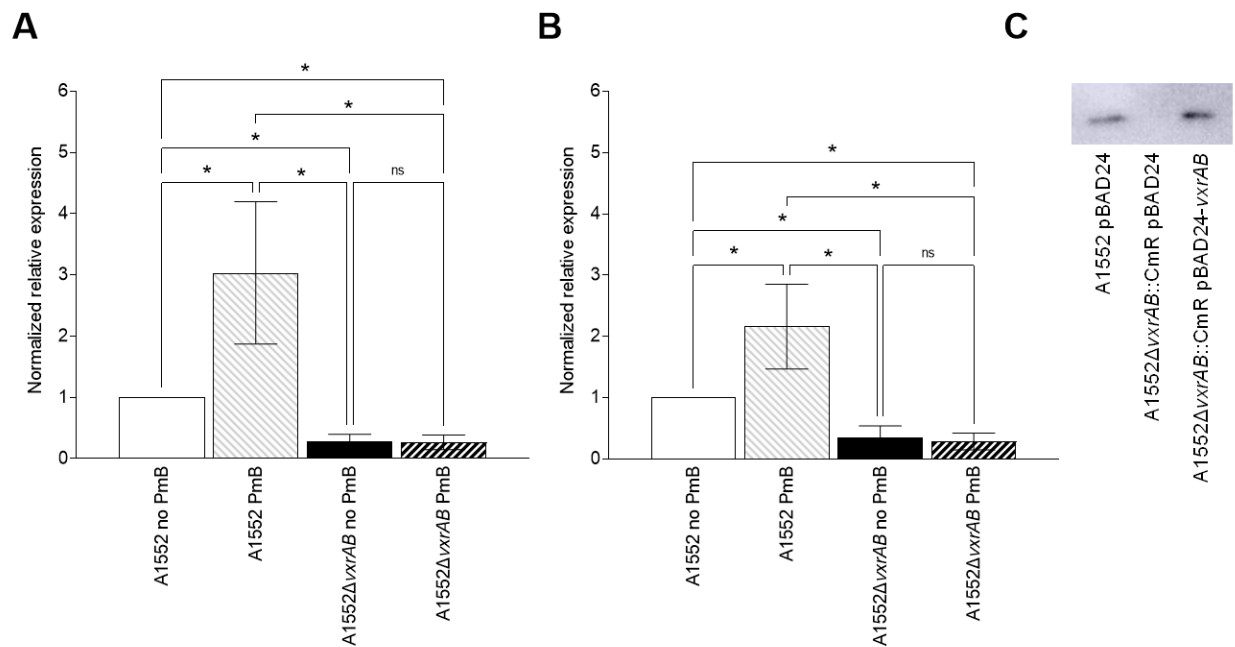 A
B
C
*
*
*
*
*
ns
6
5
4
3
2
1
0
Normalized relative expression
A1552 no PmB
A1552 PmB
A1552ΔvxrAB no PmB
A1552ΔvxrAB PmB
*
*
*
*
*
ns
6
5
4
3
2
1
0
Normalized relative expression
A1552 no PmB
A1552 PmB
A1552ΔvxrAB no PmB
A1552ΔvxrAB PmB
A1552 pBAD24
A1552ΔvxrAB::CmR pBAD24
A1552ΔvxrAB::CmR pBAD24-vxrAB